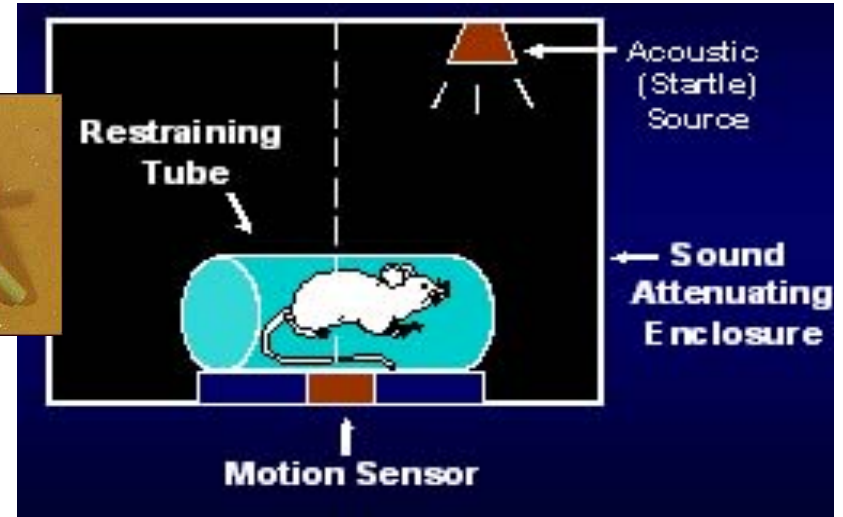 Acoustic
(Startle)
Source
Restraining
Tube
Sound
Attenuating
Enclosure
Motion Sensor